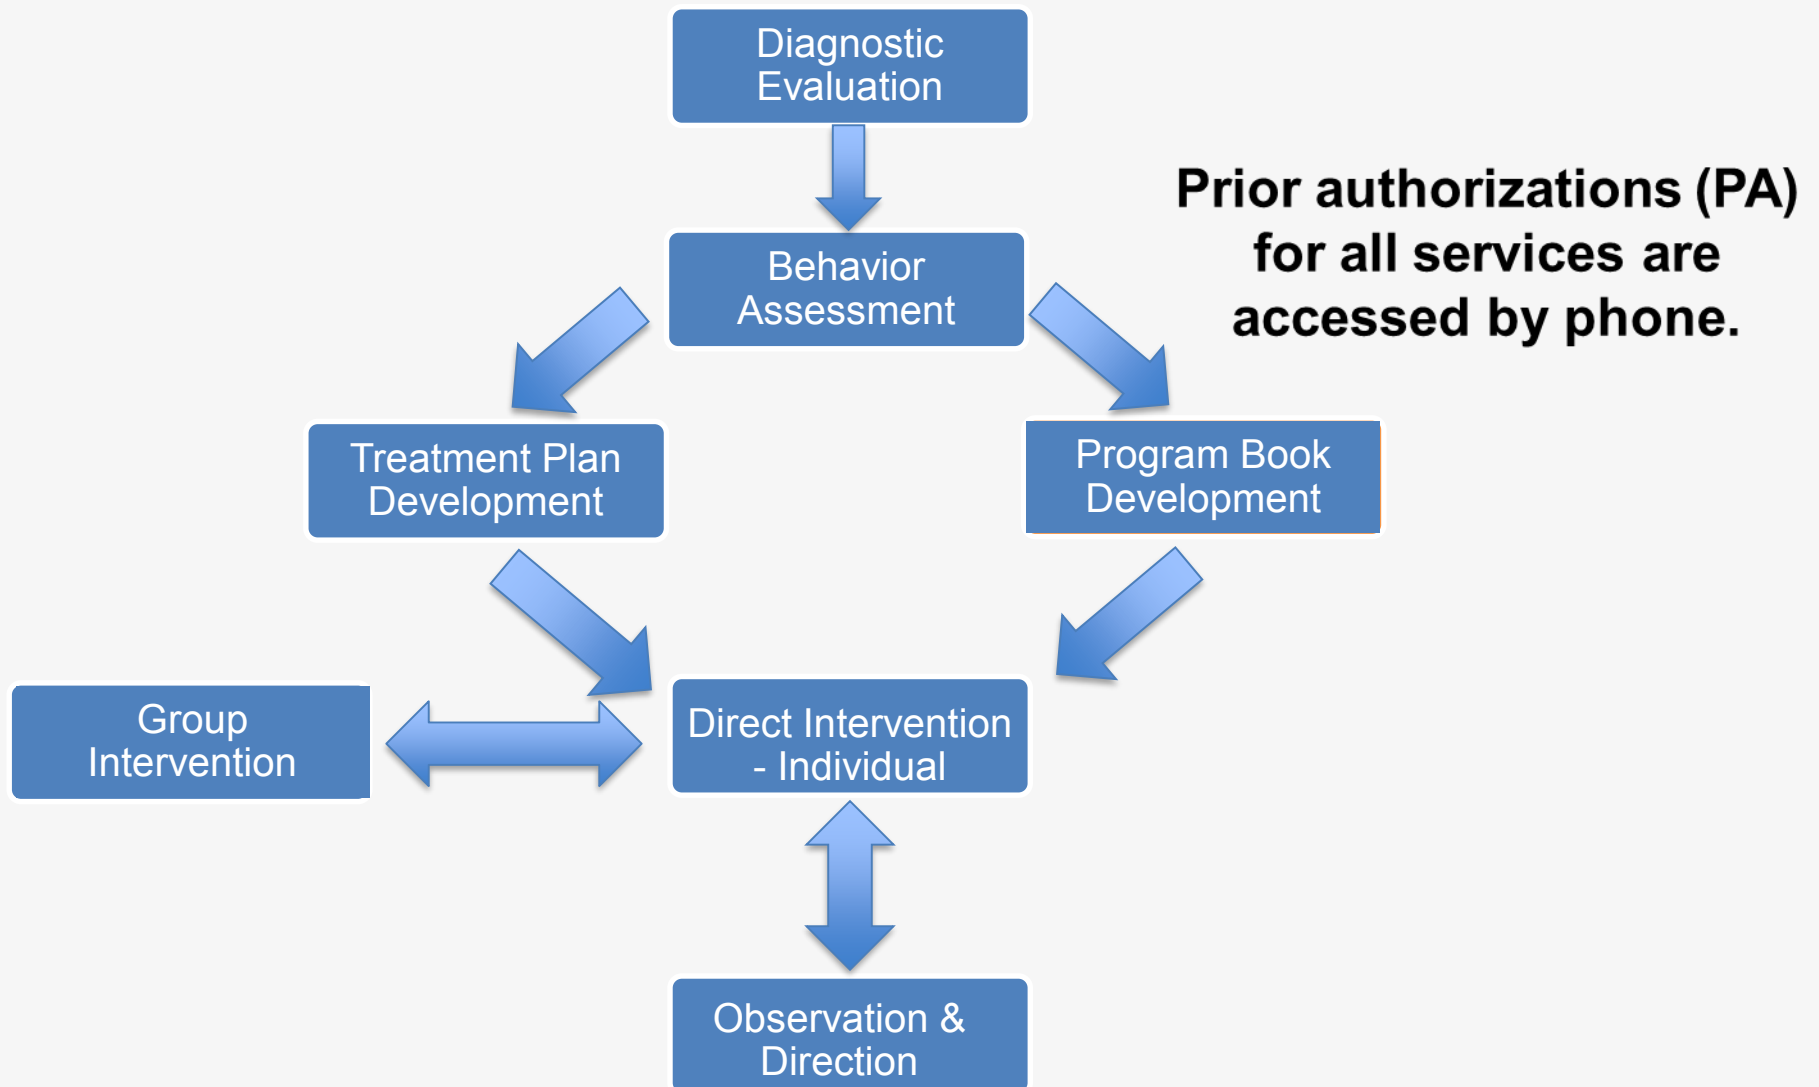 Diagnostic
Evaluation
Prior authorizations (PA)
for all services are
accessed by phone.
Behavior
Assessment
Treatment Plan
Development
Program Book
Development
Group
Intervention
Direct Intervention
- Individual
Observation &
Direction